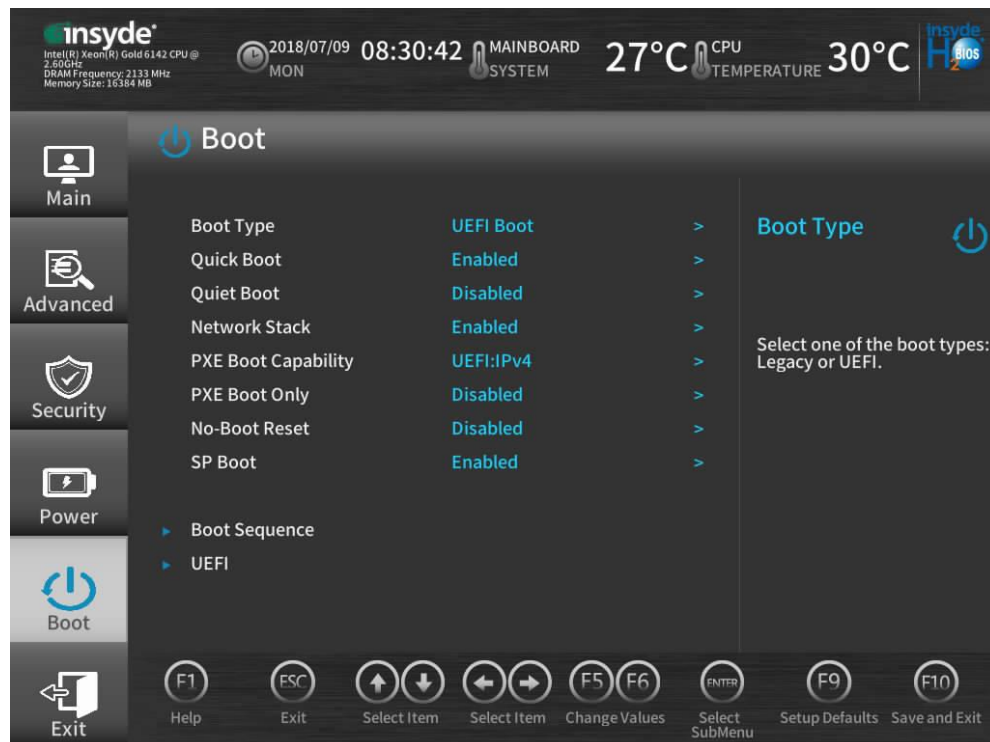 insyde
Intel(R) Xeon(R) Gold 6142 CPU @
2.60GHz
DRAM Frequency: 2133 MHz
Memory Size: 16384 MB
2018/07/09
MON
08:30:42
MAINBOARD
SYSTEM
27°C
CPU
TEMPERATURE
30°C
insyde
H2BIOS
Boot
Main
Advanced
Security
Power
Boot
Exit
Boot Type UEFI Boot >
Quick Boot Enabled >
Quiet Boot Disabled >
Network Stack Enabled >
PXE Boot Capability UEFI:IPv4 >
PXE Boot Only Disabled >
No-Boot Reset Disabled >
SP Boot Enabled >
Boot Sequence
UEFI
Boot Type
Select one of the boot types:
Legacy or UEFI.
F1
Help
ESC
Exit
Select Item
Select Item
F5 F6
Change Values
ENTER
Select
SubMenu
F9
Setup Defaults
F10
Save and Exit